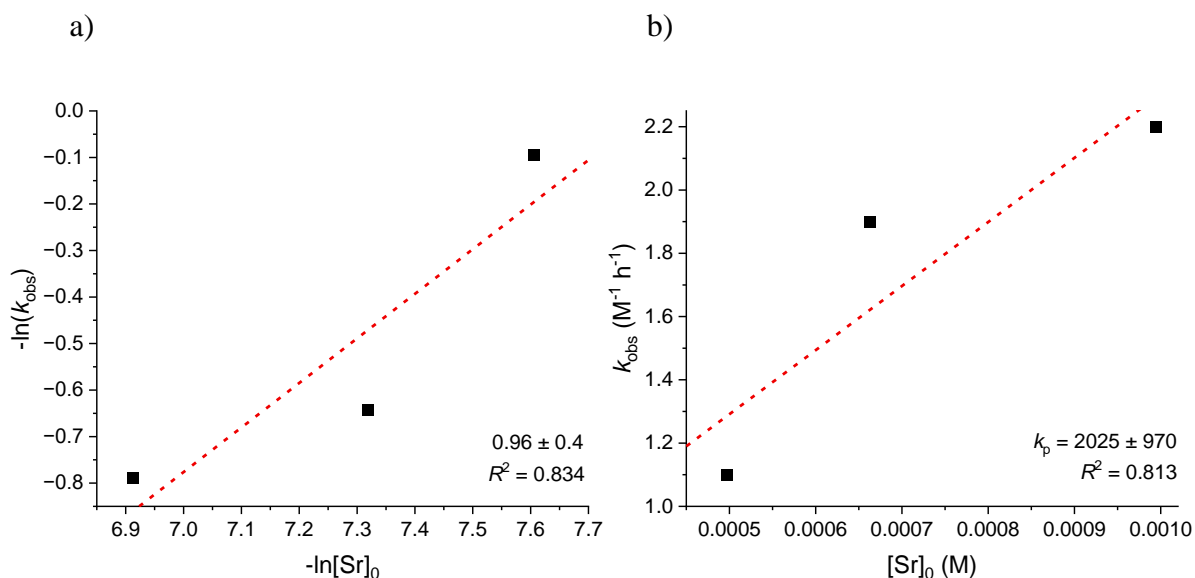 a)
b)
0.0
−0.1
−0.2
−0.3
−0.4
−0.5
−0.6
−0.7
−0.8
-ln(kobs)
6.9 7.0 7.1 7.2 7.3 7.4 7.5 7.6 7.7
-ln[Sr]0
0.96 ± 0.4
R2 = 0.834
2.2
2.0
1.8
1.6
1.4
1.2
1.0
kobs (M-1 h-1)
0.0005 0.0006 0.0007 0.0008 0.0009 0.0010
[Sr]0 (M)
kp = 2025 ± 970
R2 = 0.813